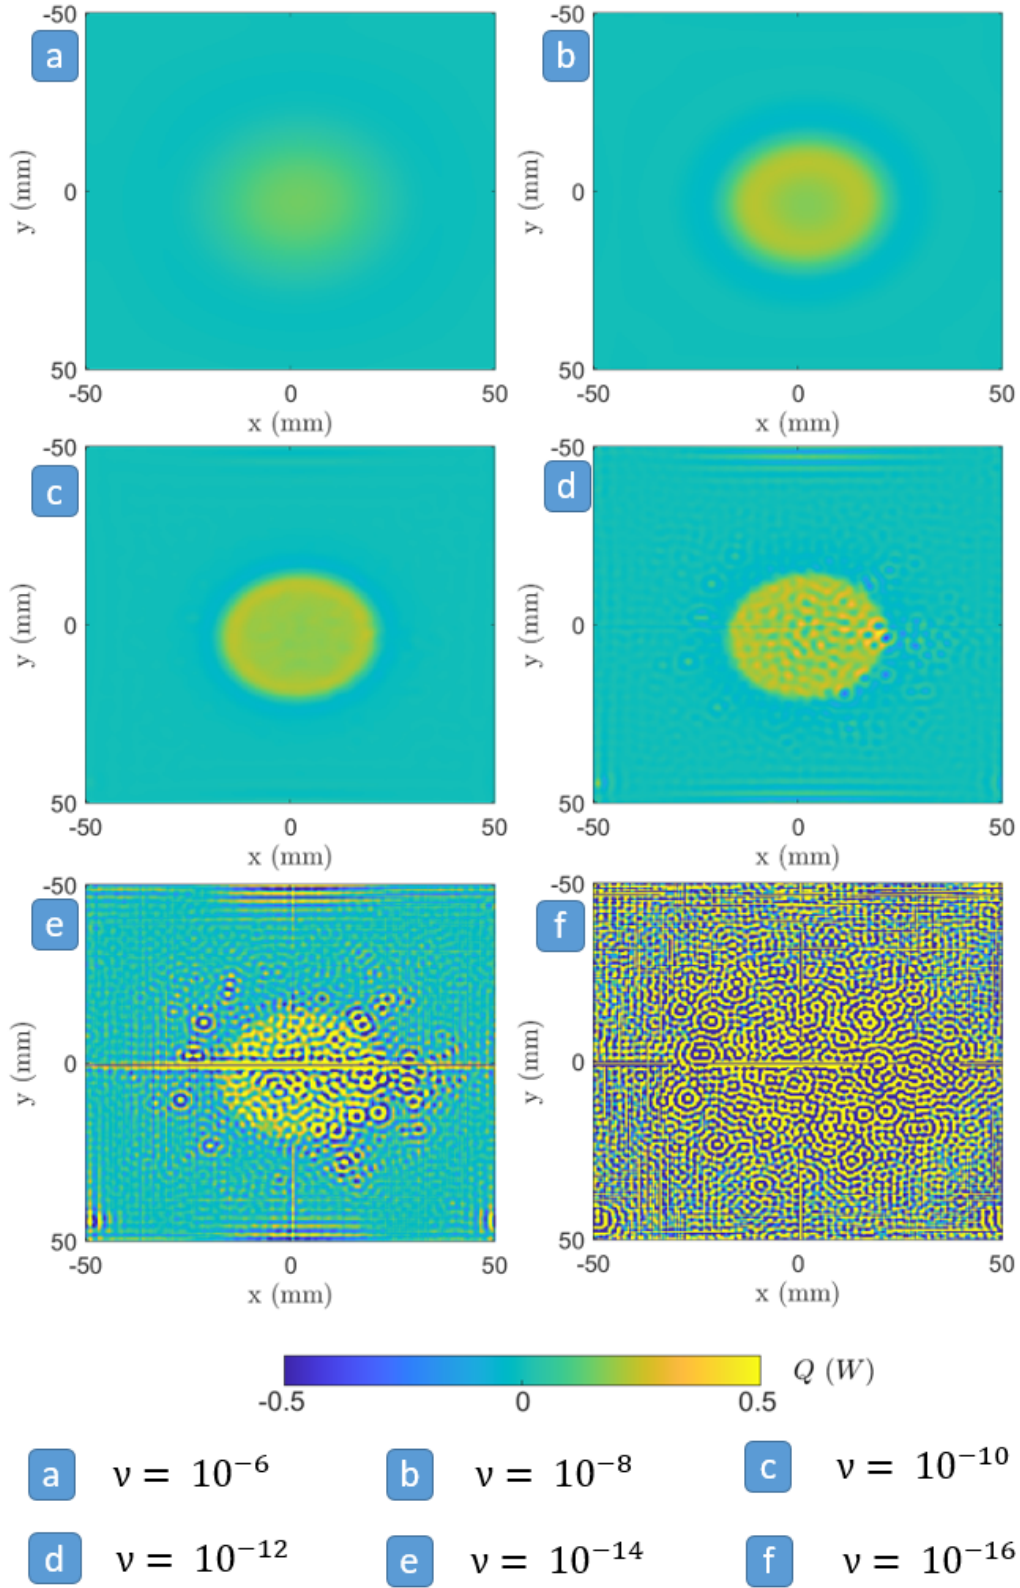 -50
a
y (mm)
0
50
-50 0 50
x (mm)
-50
b
y (mm)
0
50
-50 0 50
x (mm)
-50
c
y (mm)
0
50
-50 0 50
x (mm)
-50
d
y (mm)
0
50
-50 0 50
x (mm)
-50
e
y (mm)
0
50
-50 0 50
x (mm)
-50
f
y (mm)
0
50
-50 0 50
x (mm)
Q (W)
-0.5 0 0.5
a ν = 10⁻⁶ b ν = 10⁻⁸ c ν = 10⁻¹⁰
d ν = 10⁻¹² e ν = 10⁻¹⁴ f ν = 10⁻¹⁶